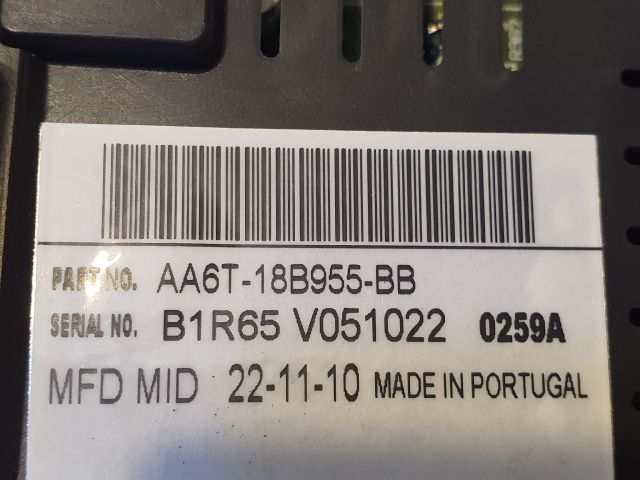 PART NO. AA6T-18B955-BB
SERIAL NO. B1R65 V051022 0259A
MFD MID 22-11-10 MADE IN PORTUGAL